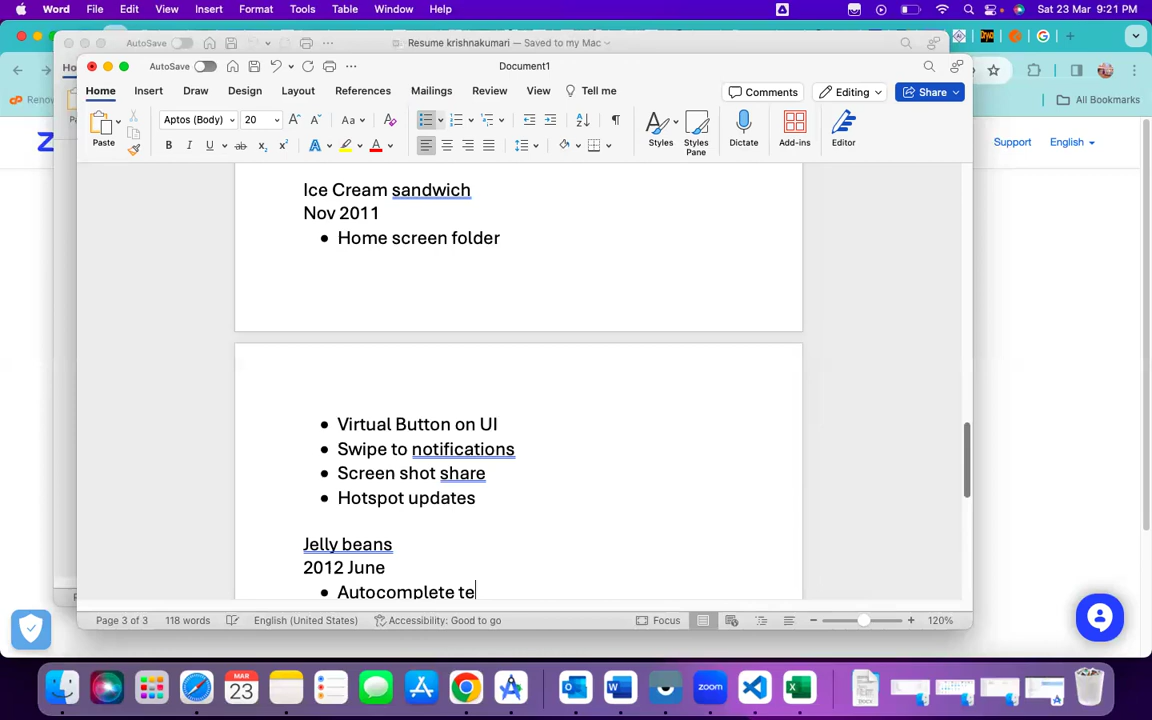 Word File Edit View Insert Format Tools Table Window Help Sat 23 Mar 9:21 PM
AutoSave Resume krishnakumari — Saved to my Mac
AutoSave Document1
Home Insert Draw Design Layout References Mailings Review View Tell me Comments Editing Share
Renov
All Bookmarks
Paste Aptos (Body) 20 Styles Styles Pane Dictate Add-ins Editor
Support English
Ice Cream sandwich
Nov 2011
• Home screen folder
• Virtual Button on UI
• Swipe to notifications
• Screen shot share
• Hotspot updates
Jelly beans
2012 June
• Autocomplete te
Page 3 of 3 118 words English (United States) Accessibility: Good to go Focus 120%
MAR
23
zoom
DOCX